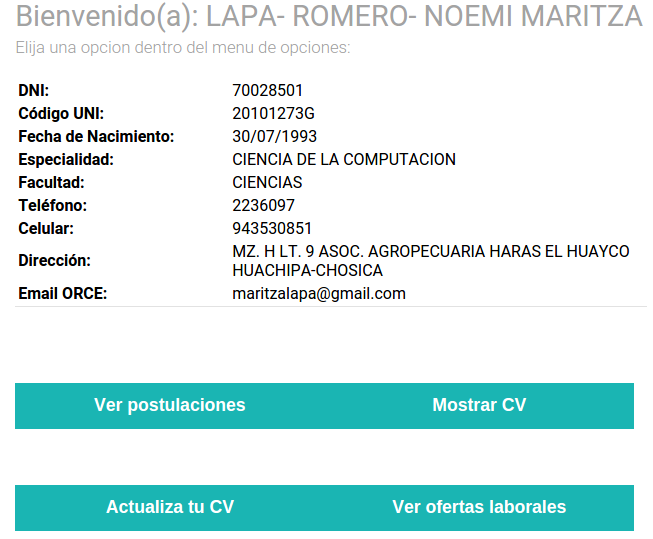 Bienvenido(a): LAPA- ROMERO- NOEMI MARITZA
Elija una opcion dentro del menu de opciones:
DNI: 70028501
Código UNI: 20101273G
Fecha de Nacimiento: 30/07/1993
Especialidad: CIENCIA DE LA COMPUTACION
Facultad: CIENCIAS
Teléfono: 2236097
Celular: 943530851
Dirección: MZ. H LT. 9 ASOC. AGROPECUARIA HARAS EL HUAYCO
HUACHIPA-CHOSICA
Email ORCE: maritzalapa@gmail.com
Ver postulaciones Mostrar CV
Actualiza tu CV Ver ofertas laborales